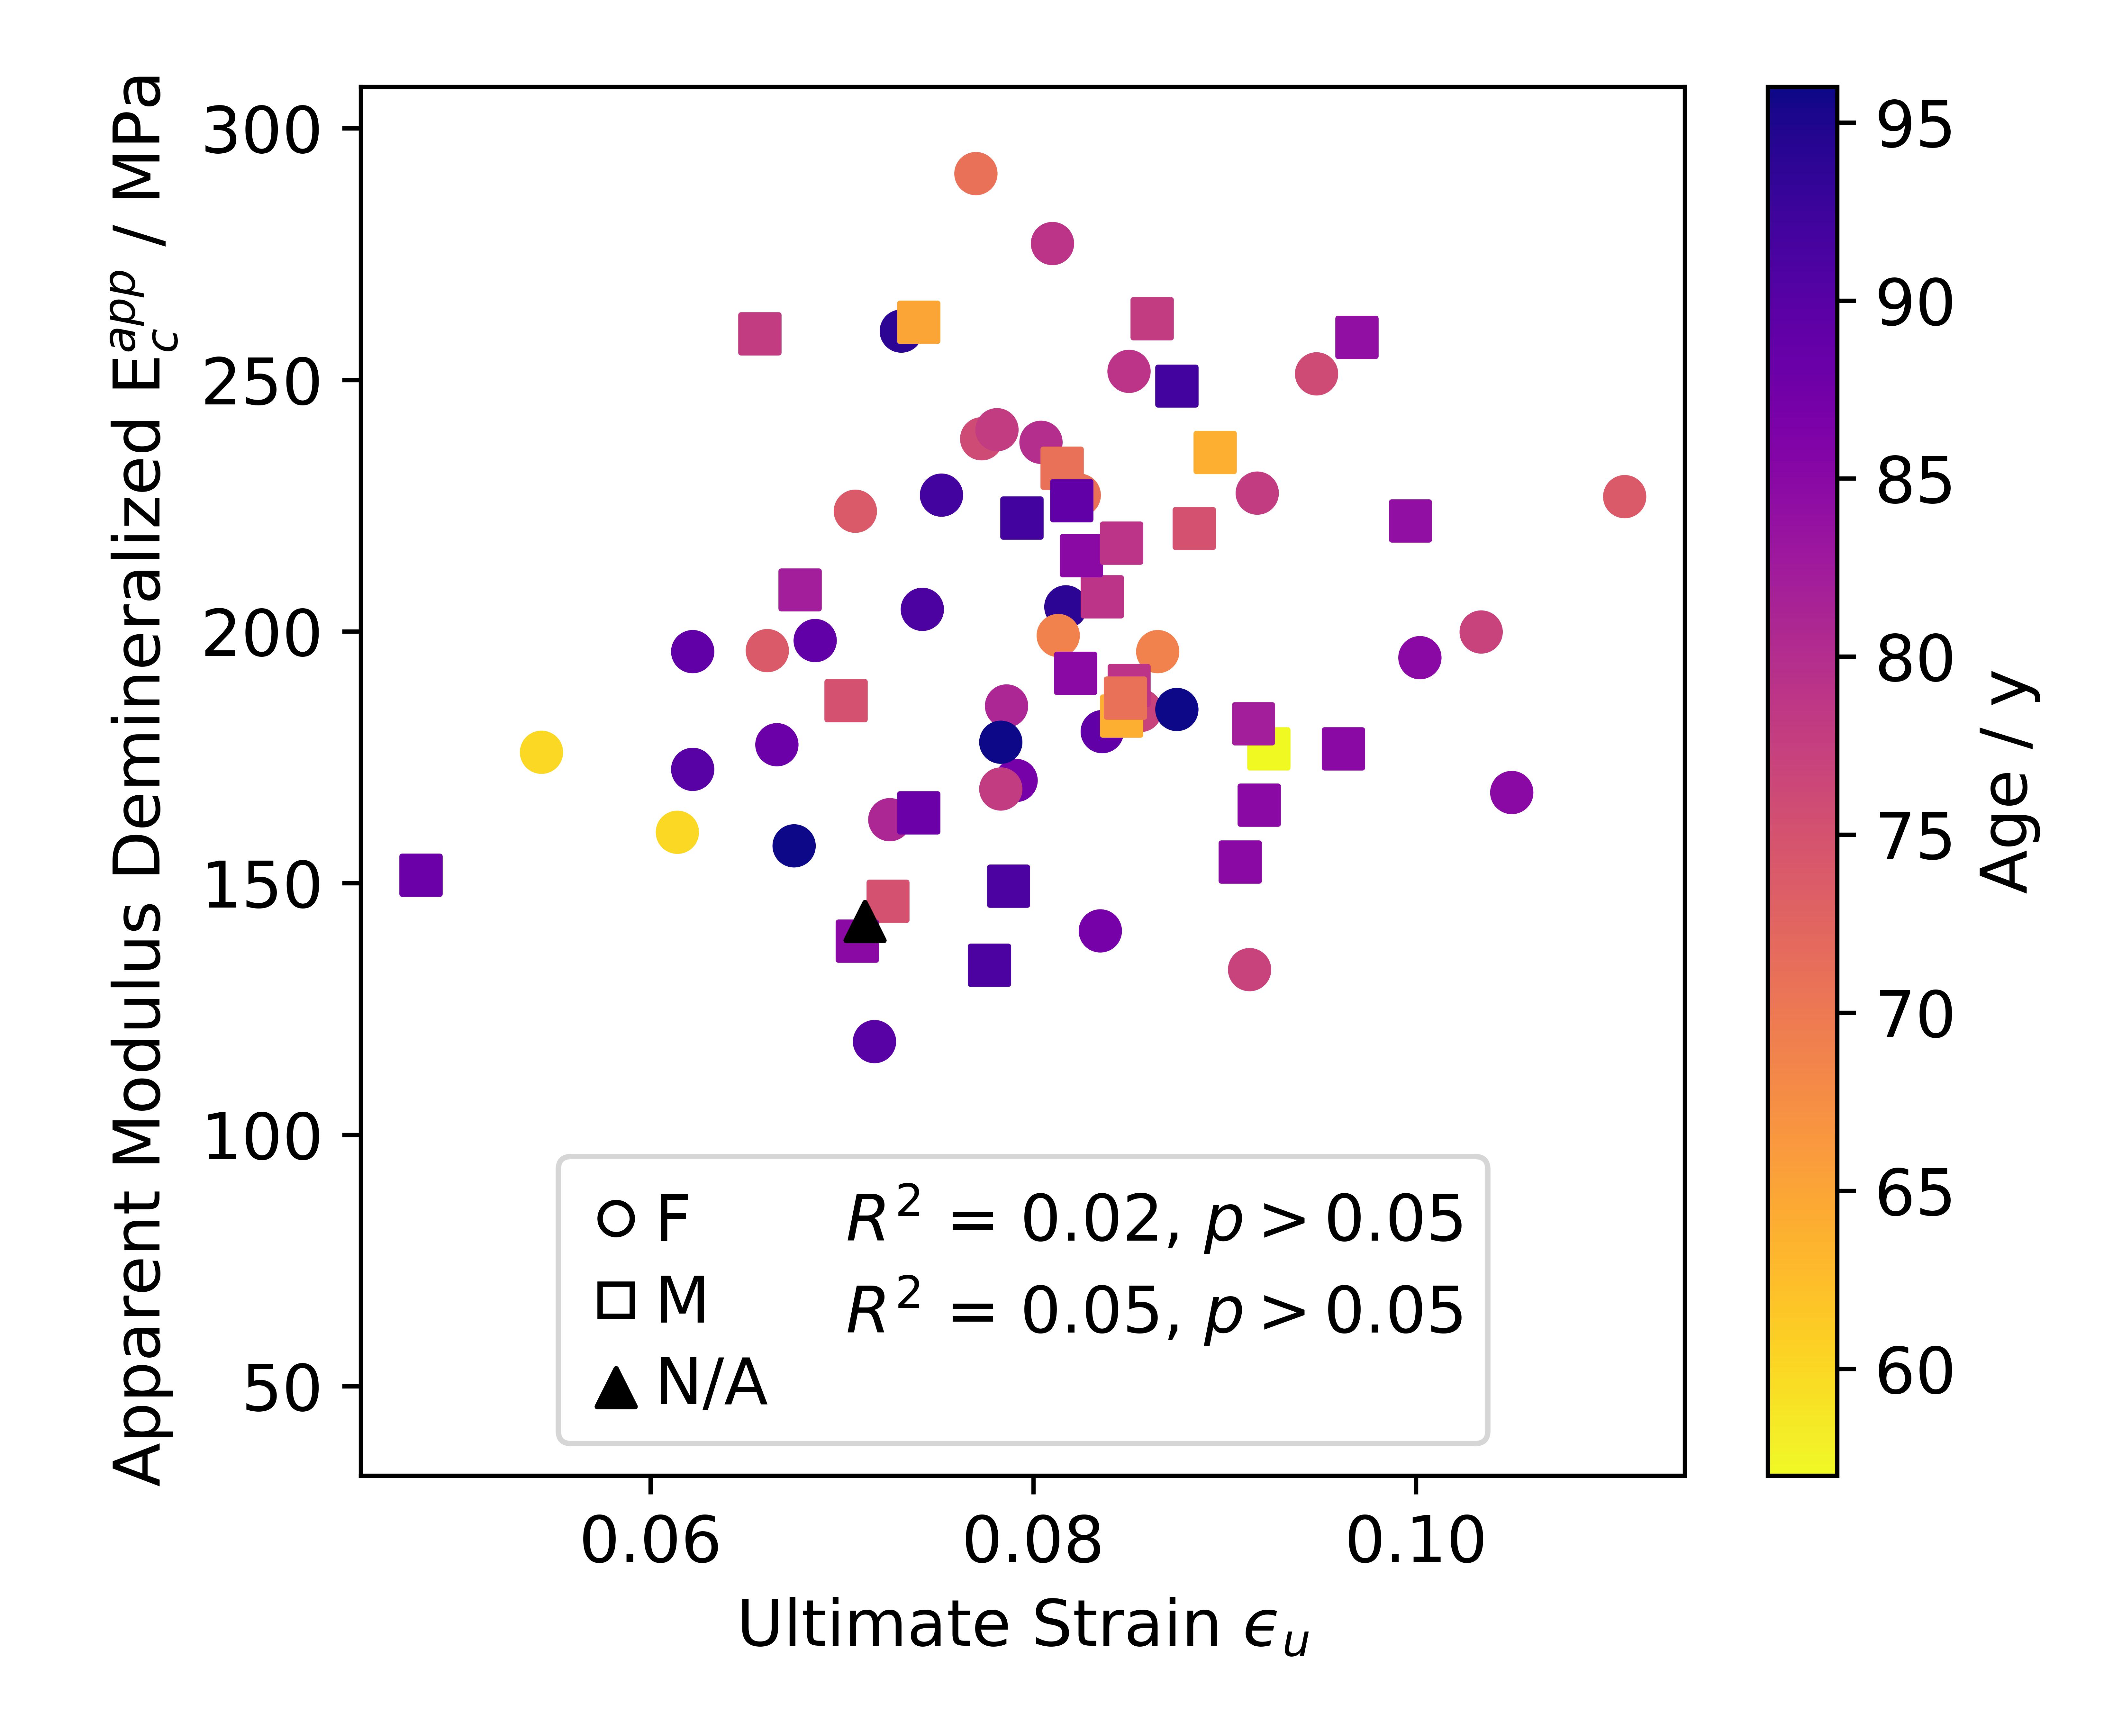 Apparent Modulus Demineralized E_c^app / MPa
300
250
200
150
100
50
F R² = 0.02, p > 0.05
M R² = 0.05, p > 0.05
N/A
0.06 0.08 0.10
Ultimate Strain ϵ_u
95
90
85
80
75
70
65
60
Age / y